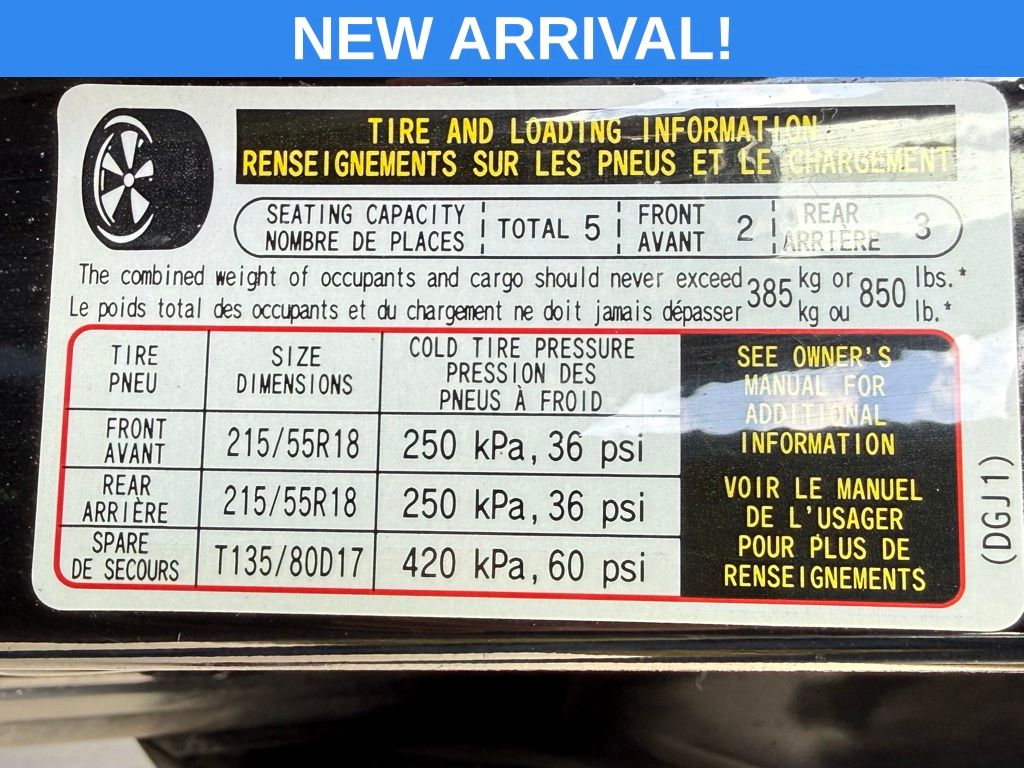 NEW ARRIVAL!
TIRE AND LOADING INFORMATION
RENSEIGNEMENTS SUR LES PNEUS ET LE CHARGEMENT
SEATING CAPACITY
NOMBRE DE PLACES
TOTAL 5
FRONT
AVANT
2
REAR
ARRIÈRE
3
The combined weight of occupants and cargo should never exceed 385 kg or 850 lbs.*
Le poids total des occupants et du chargement ne doit jamais dépasser kg ou lb.*
TIRE
PNEU
SIZE
DIMENSIONS
COLD TIRE PRESSURE
PRESSION DES
PNEUS À FROID
FRONT
AVANT
215/55R18
250 kPa, 36 psi
REAR
ARRIÈRE
215/55R18
250 kPa, 36 psi
SPARE
DE SECOURS
T135/80D17
420 kPa, 60 psi
SEE OWNER'S
MANUAL FOR
ADDITIONAL
INFORMATION
VOIR LE MANUEL
DE L'USAGER
POUR PLUS DE
RENSEIGNEMENTS
(DGJ1)